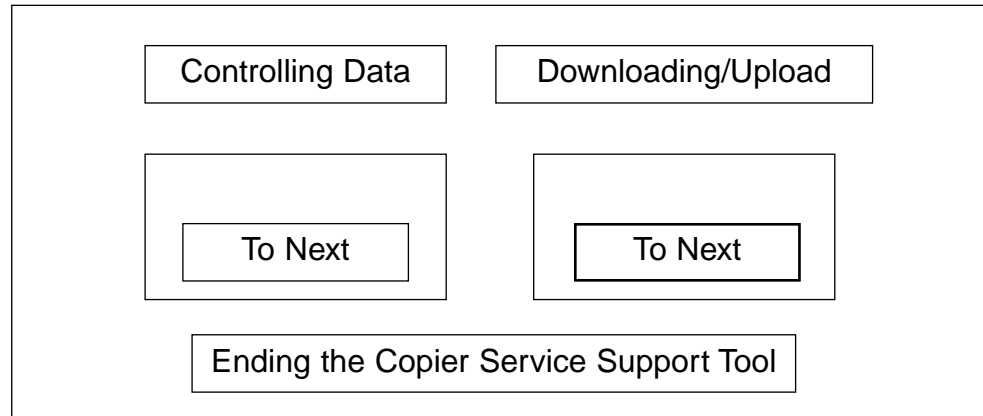 Controlling Data
Downloading/Upload
To Next
To Next
Ending the Copier Service Support Tool